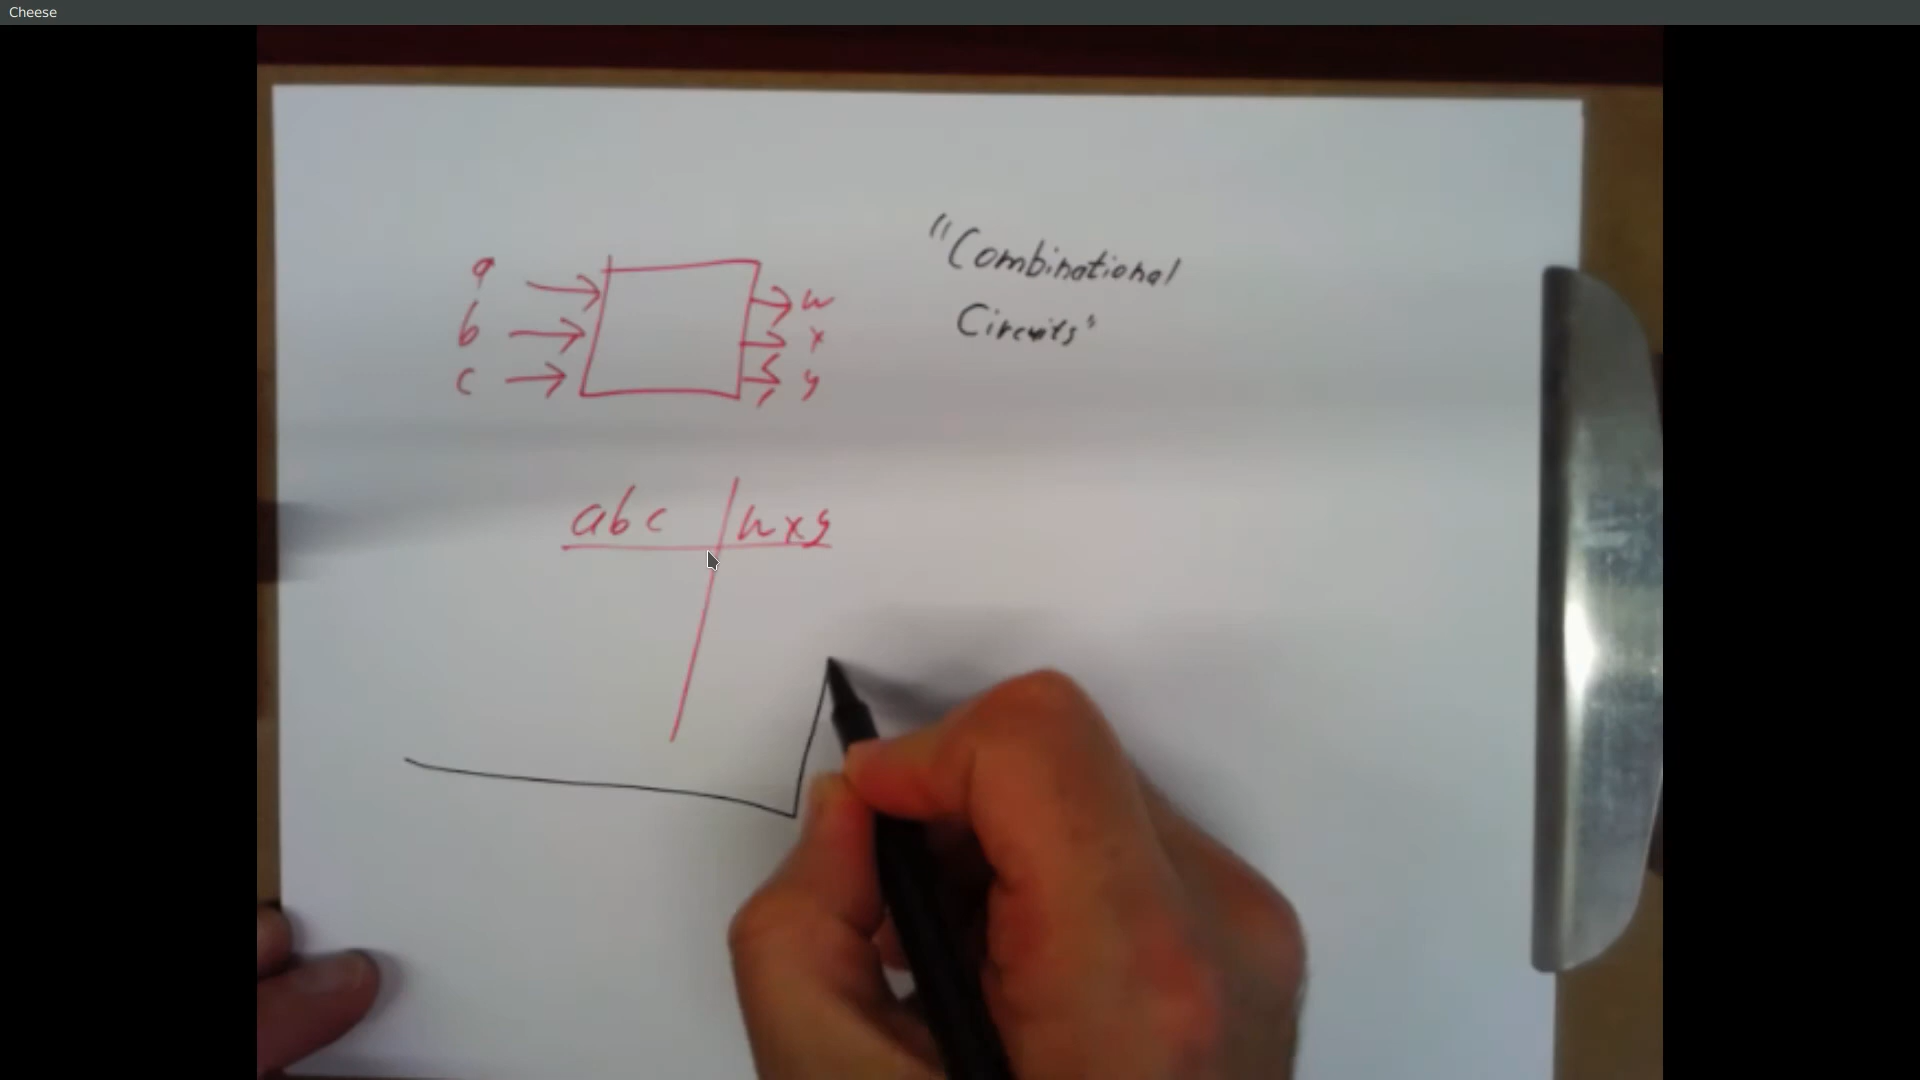 Cheese
"Combinational
Circuits"
a
b
c
w
x
y
abc | wxy